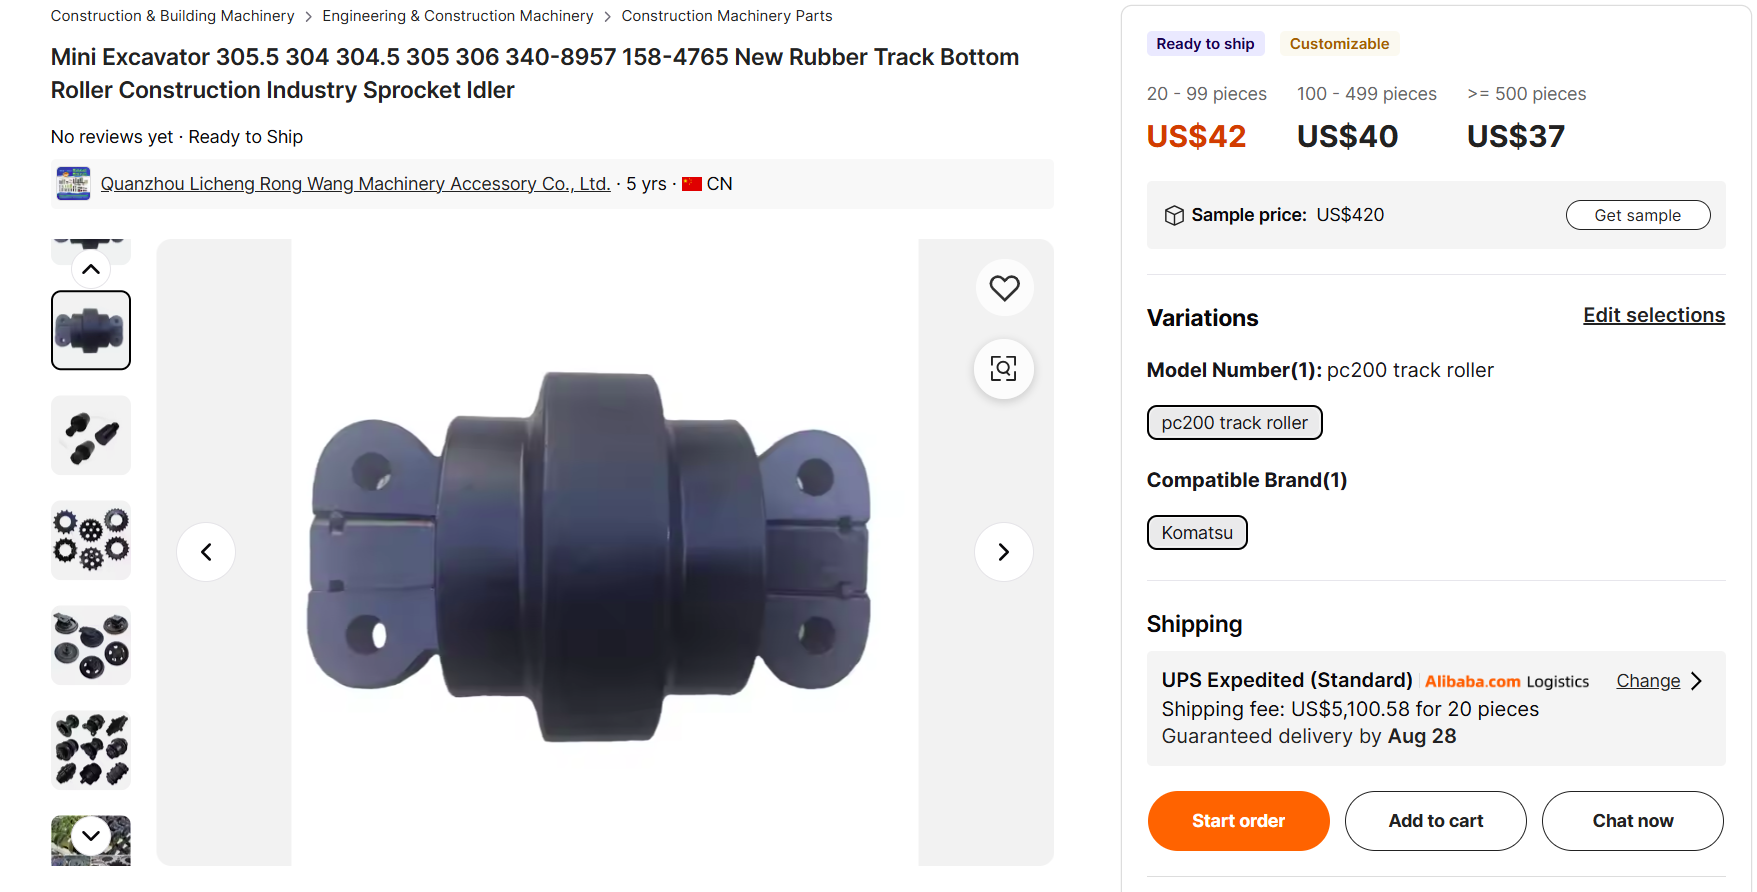 Construction & Building Machinery > Engineering & Construction Machinery > Construction Machinery Parts
Mini Excavator 305.5 304 304.5 305 306 340-8957 158-4765 New Rubber Track Bottom
Roller Construction Industry Sprocket Idler
No reviews yet · Ready to Ship
Quanzhou Licheng Rong Wang Machinery Accessory Co., Ltd. · 5 yrs · CN
Ready to ship
Customizable
20 - 99 pieces
100 - 499 pieces
>= 500 pieces
US$42
US$40
US$37
Sample price: US$420
Get sample
Variations
Edit selections
Model Number(1): pc200 track roller
pc200 track roller
Compatible Brand(1)
Komatsu
Shipping
UPS Expedited (Standard) Alibaba.com Logistics
Change
Shipping fee: US$5,100.58 for 20 pieces
Guaranteed delivery by Aug 28
Start order
Add to cart
Chat now